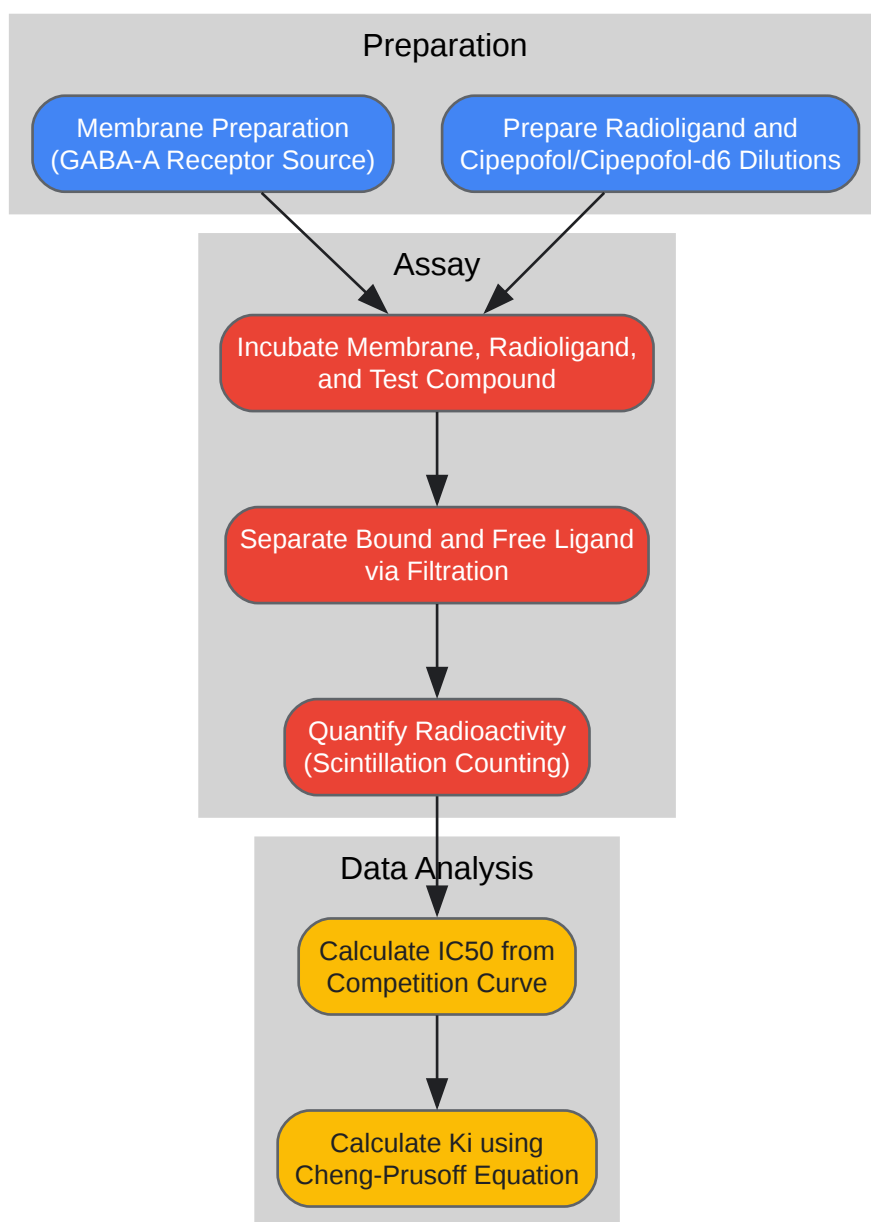 Preparation
Membrane Preparation
(GABA-A Receptor Source)
Prepare Radioligand and
Cipepofol/Cipepofol-d6 Dilutions
Assay
Incubate Membrane, Radioligand,
and Test Compound
Separate Bound and Free Ligand
via Filtration
Quantify Radioactivity
(Scintillation Counting)
Data Analysis
Calculate IC50 from
Competition Curve
Calculate Ki using
Cheng-Prusoff Equation